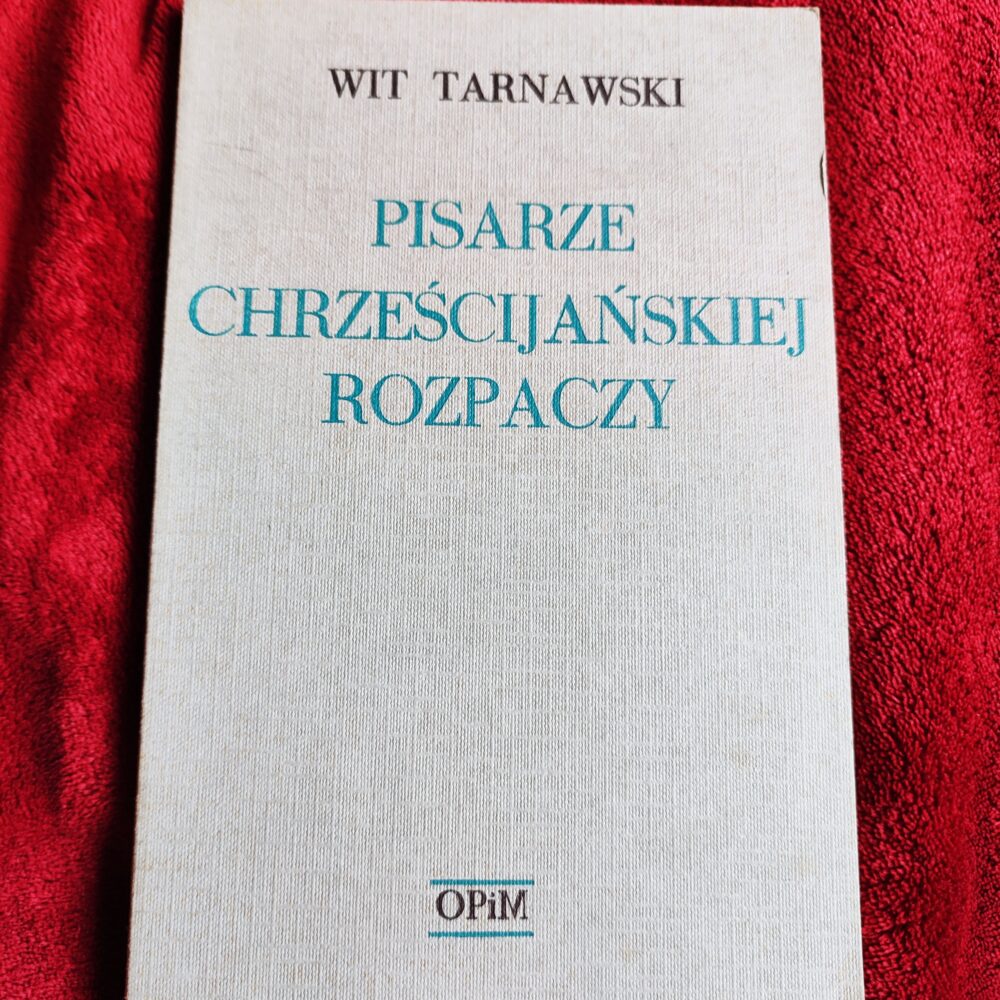 WIT TARNAWSKI
PISARZE
CHRZEŚCIJAŃSKIEJ
ROZPACZY
OPiM